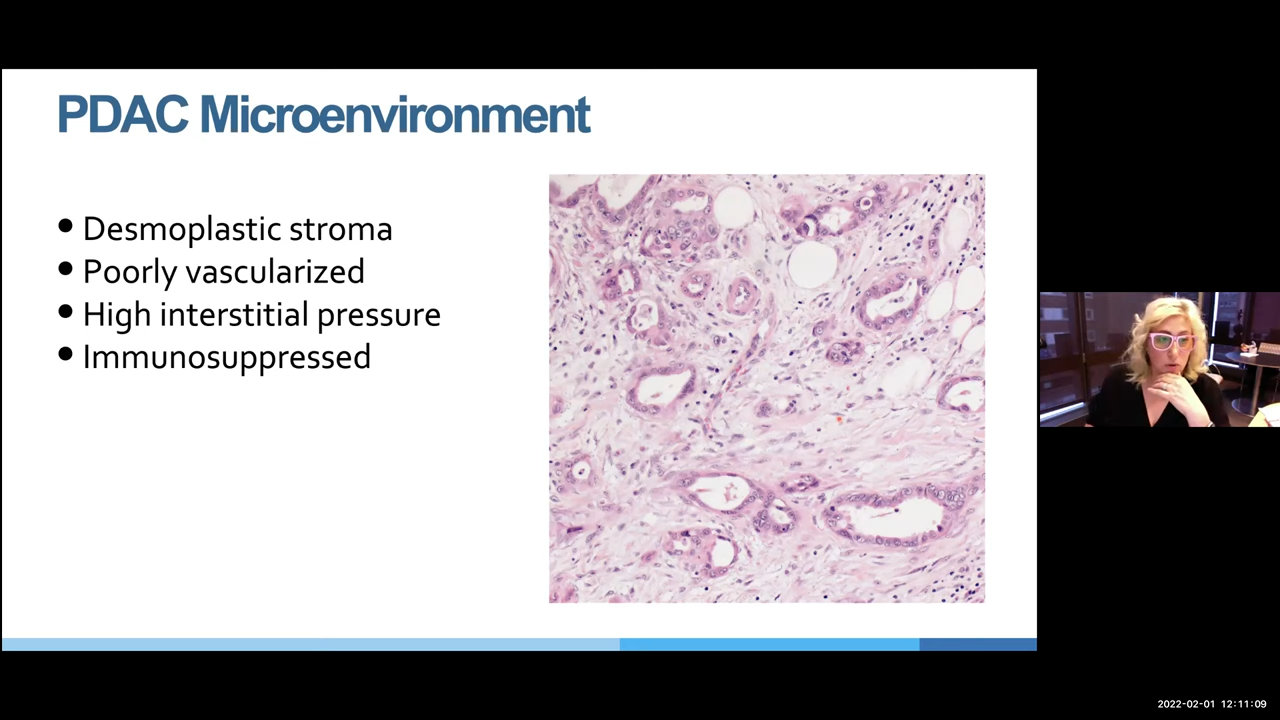 PDAC Microenvironment
• Desmoplastic stroma
• Poorly vascularized
• High interstitial pressure
• Immunosuppressed
2022-02-01 12:11:09